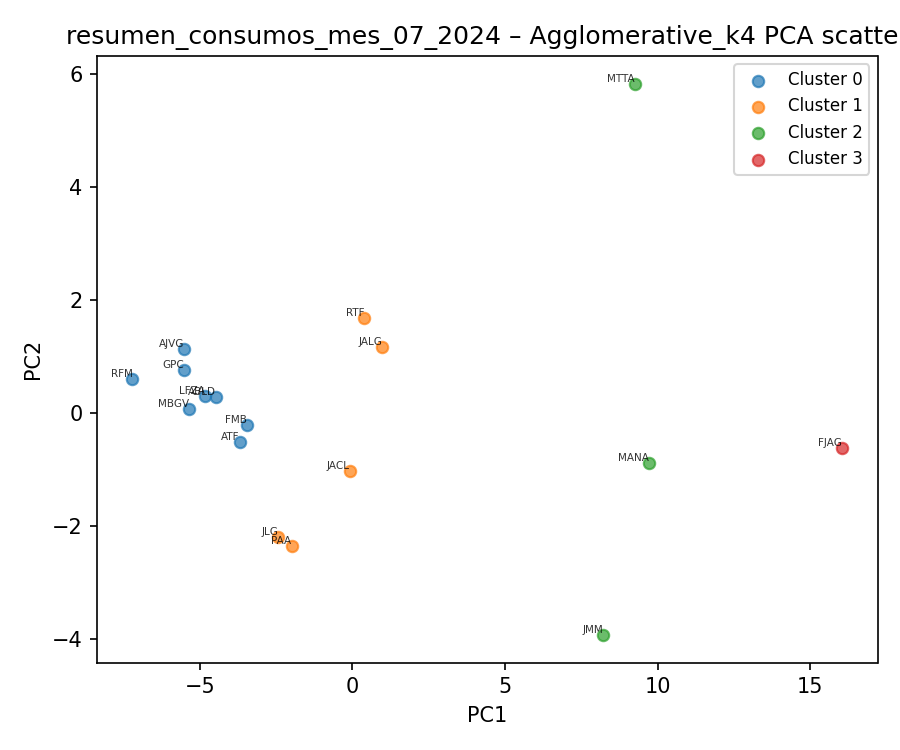 resumen_consumos_mes_07_2024 – Agglomerative_k4 PCA scatte
Cluster 0
Cluster 1
Cluster 2
Cluster 3
MTTA
RTF
JALG
AJVG
GPC
RFM
MBGV
FMB
ATF
JACL
JLG
PAA
MANA
FJAG
JMM
6
4
2
0
−2
−4
PC2
−5
0
5
10
15
PC1